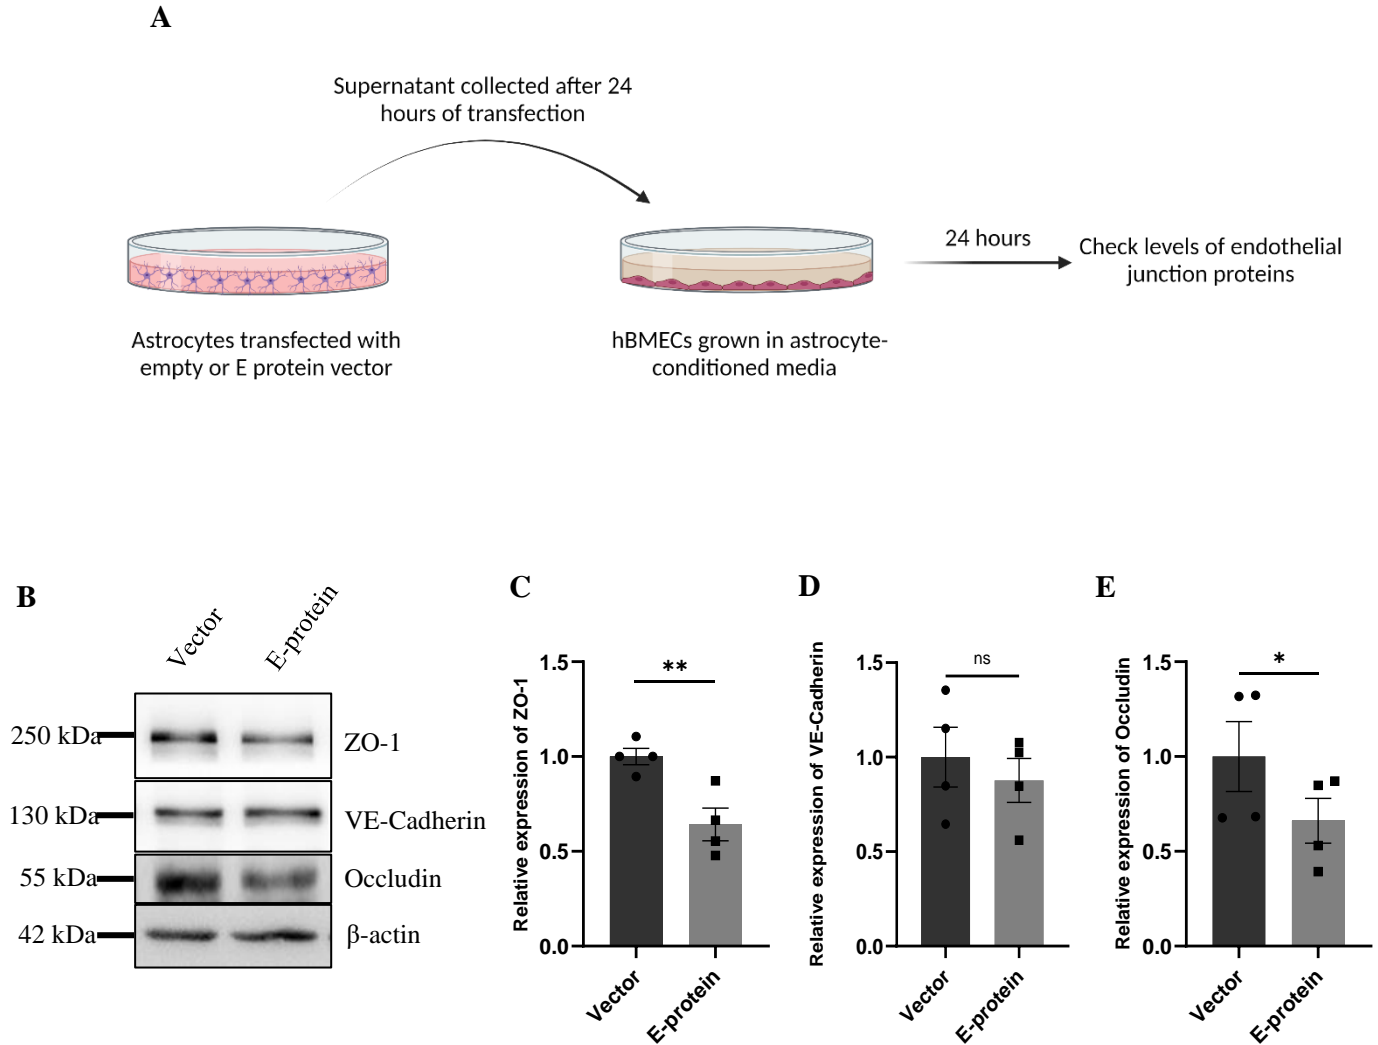 A
Supernatant collected after 24
hours of transfection
24 hours
Check levels of endothelial
junction proteins
Astrocytes transfected with
empty or E protein vector
hBMECs grown in astrocyte-
conditioned media
B
Vector
E-protein
250 kDa
ZO-1
130 kDa
VE-Cadherin
55 kDa
Occludin
42 kDa
β-actin
C
Relative expression of ZO-1
1.5
1.0
0.5
0.0
**
Vector
E-protein
D
Relative expression of VE-Cadherin
1.5
1.0
0.5
0.0
ns
Vector
E-protein
E
Relative expression of Occludin
1.5
1.0
0.5
0.0
*
Vector
E-protein